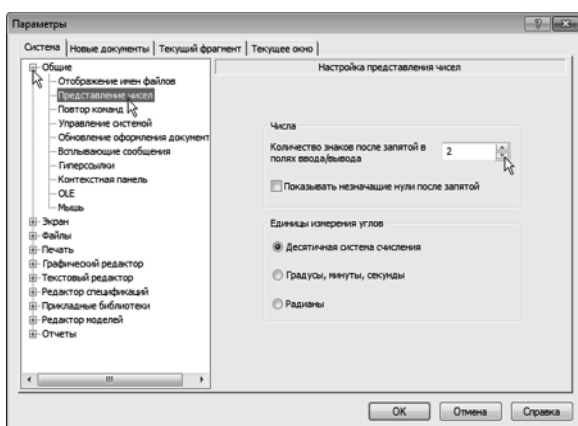 Параметры
Система Новые документы Текущий фрагмент Текущее окно
Общие
Отображение имен файлов
Представление чисел
Повтор команд
Управление системой
Обновление оформления документ
Всплывающие сообщения
Гиперссылки
Контекстная панель
OLE
Мышь
Экран
Файлы
Печать
Графический редактор
Текстовый редактор
Редактор спецификаций
Прикладные библиотеки
Редактор моделей
Отчеты
Настройка представления чисел
Числа
Количество знаков после запятой в
полях ввода/вывода
2
Показывать незначащие нули после запятой
Единицы измерения углов
Десятичная система счисления
Градусы, минуты, секунды
Радианы
OK Отмена Справка